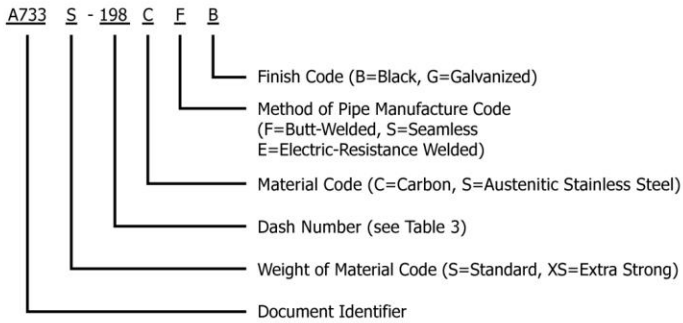 A733 S - 198 C F B
Finish Code (B=Black, G=Galvanized)
Method of Pipe Manufacture Code
(F=Butt-Welded, S=Seamless
E=Electric-Resistance Welded)
Material Code (C=Carbon, S=Austenitic Stainless Steel)
Dash Number (see Table 3)
Weight of Material Code (S=Standard, XS=Extra Strong)
Document Identifier